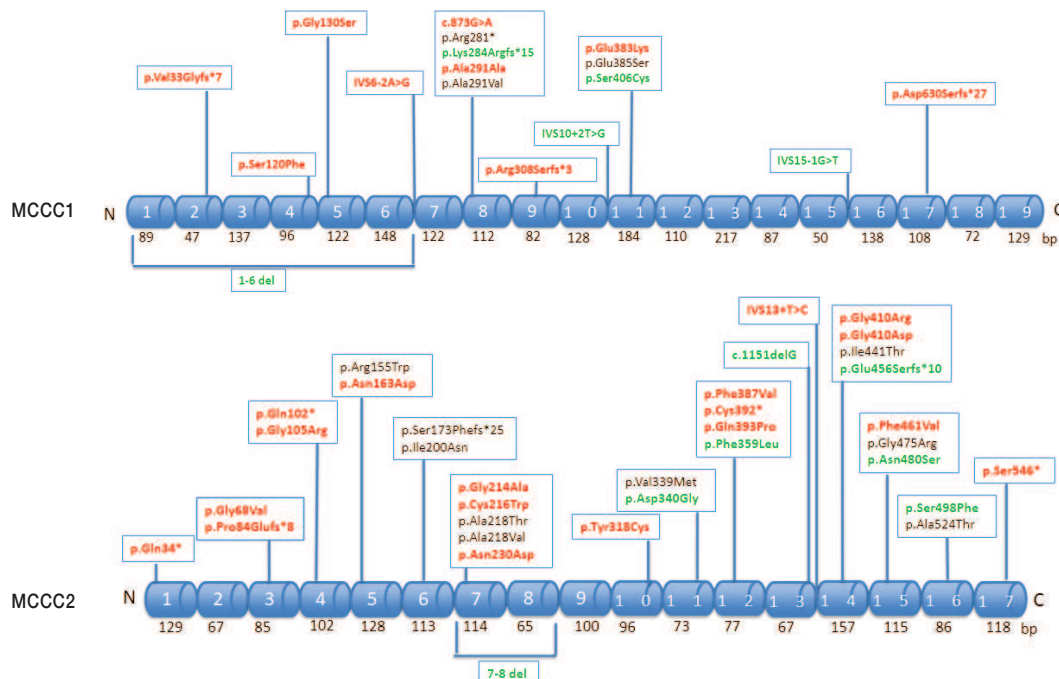 p.Gly130Ser
c.873G>A
p.Arg281*
p.Lys284Argfs*15
p.Ala291Ala
p.Ala291Val
p.Glu383Lys
p.Glu385Ser
p.Ser406Cys
p.Val33Glyfs*7
IVS6-2A>G
p.Asp630Serfs*27
IVS10+2T>G
IVS15-1G>T
p.Ser120Phe
p.Arg308Serfs*3
MCCC1 N 1 2 3 4 5 6 7 8 9 10 11 12 13 14 15 16 17 18 19 C
89 47 137 96 122 148 122 112 82 128 184 110 217 87 50 138 108 72 129 bp
1-6 del
IVS13+T>C
p.Gly410Arg
p.Gly410Asp
p.Ile441Thr
p.Glu456Serfs*10
c.1151delG
p.Arg155Trp
p.Asn163Asp
p.Phe387Val
p.Cys392*
p.Gln393Pro
p.Phe359Leu
p.Gln102*
p.Gly105Arg
p.Ser173Phefs*25
p.Ile200Asn
p.Phe461Val
p.Gly475Arg
p.Asn480Ser
p.Gly214Ala
p.Cys216Trp
p.Ala218Thr
p.Ala218Val
p.Asn230Asp
p.Val339Met
p.Asp340Gly
p.Ser546*
p.Gly68Val
p.Pro84Glufs*8
p.Ser498Phe
p.Ala524Thr
p.Tyr318Cys
p.Gln34*
MCCC2 N 1 2 3 4 5 6 7 8 9 10 11 12 13 14 15 16 17 C
129 67 85 102 128 113 114 65 100 96 73 77 67 157 115 86 118 bp
7-8 del